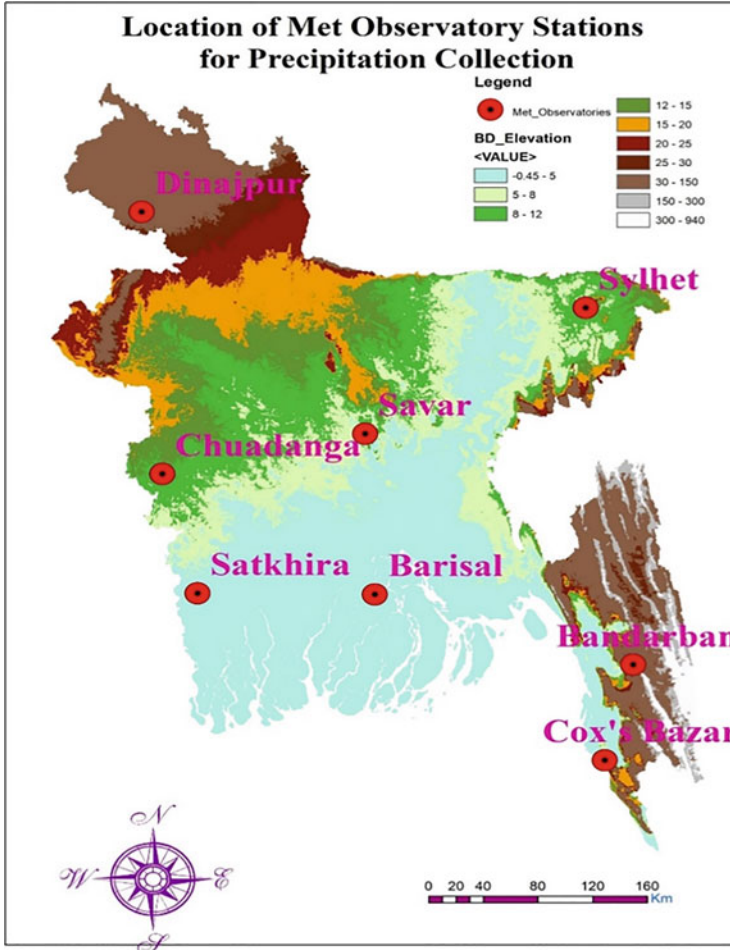 Location of Met Observatory Stations
for Precipitation Collection
Legend
Met_Observatories
BD_Elevation
<VALUE>
-0.45 - 5
5 - 8
8 - 12
12 - 15
15 - 20
20 - 25
25 - 30
30 - 150
150 - 300
300 - 940
Dinajpur
Sylhet
Savar
Chuadanga
Satkhira
Barisal
Bandarban
Cox's Bazar
N
W
E
S
0 10 20 40 80 120 160
Km